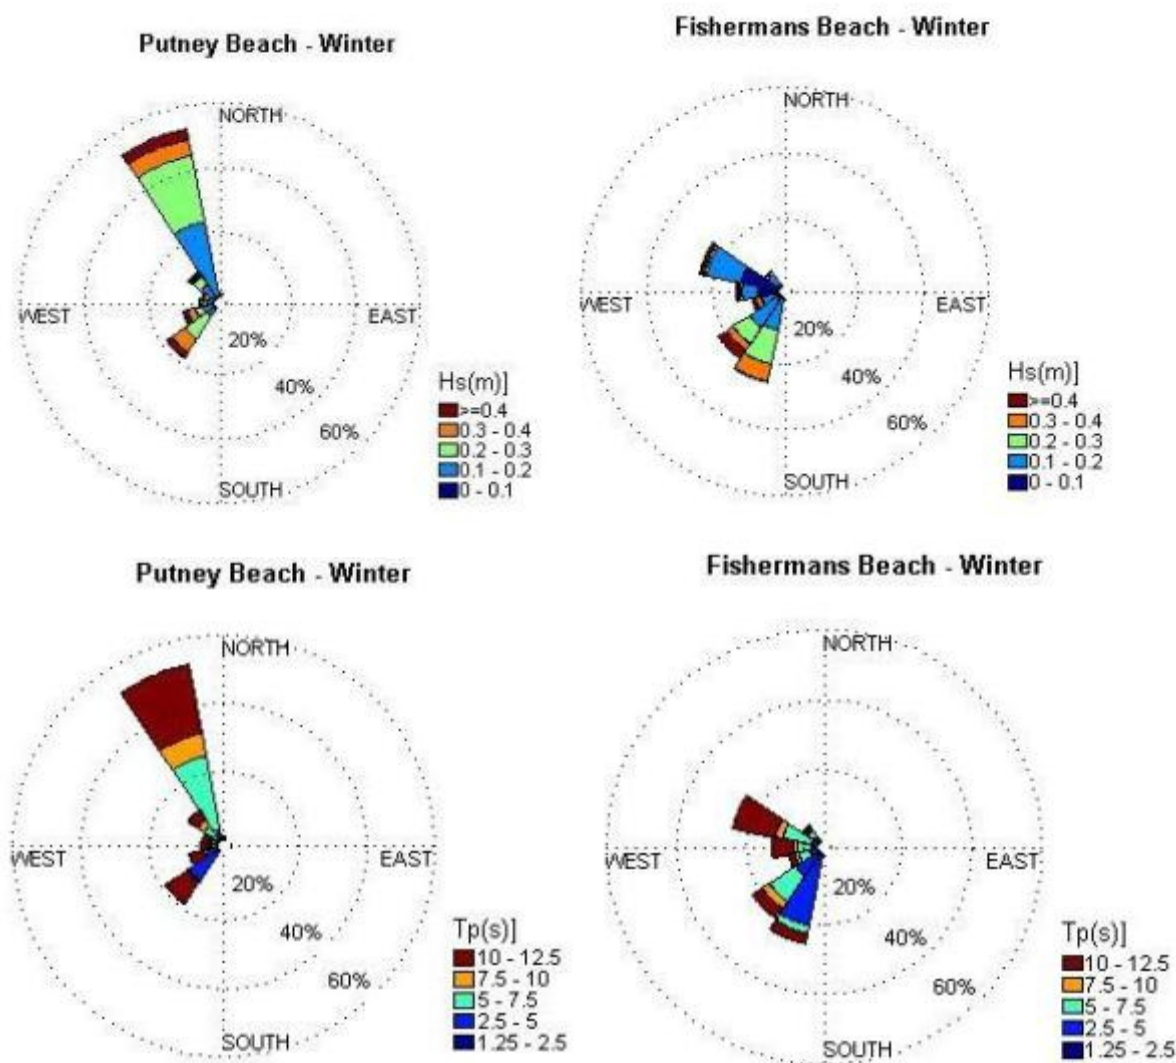 Putney Beach - Winter
NORTH
WEST
EAST
20%
40%
60%
SOUTH
Hs(m)]
>=0.4
0.3 - 0.4
0.2 - 0.3
0.1 - 0.2
0 - 0.1
Fishermans Beach - Winter
NORTH
WEST
EAST
20%
40%
60%
SOUTH
Hs(m)]
>=0.4
0.3 - 0.4
0.2 - 0.3
0.1 - 0.2
0 - 0.1
Putney Beach - Winter
NORTH
WEST
EAST
20%
40%
60%
SOUTH
Tp(s)]
10 - 12.5
7.5 - 10
5 - 7.5
2.5 - 5
1.25 - 2.5
Fishermans Beach - Winter
NORTH
WEST
EAST
20%
40%
60%
SOUTH
Tp(s)]
10 - 12.5
7.5 - 10
5 - 7.5
2.5 - 5
1.25 - 2.5